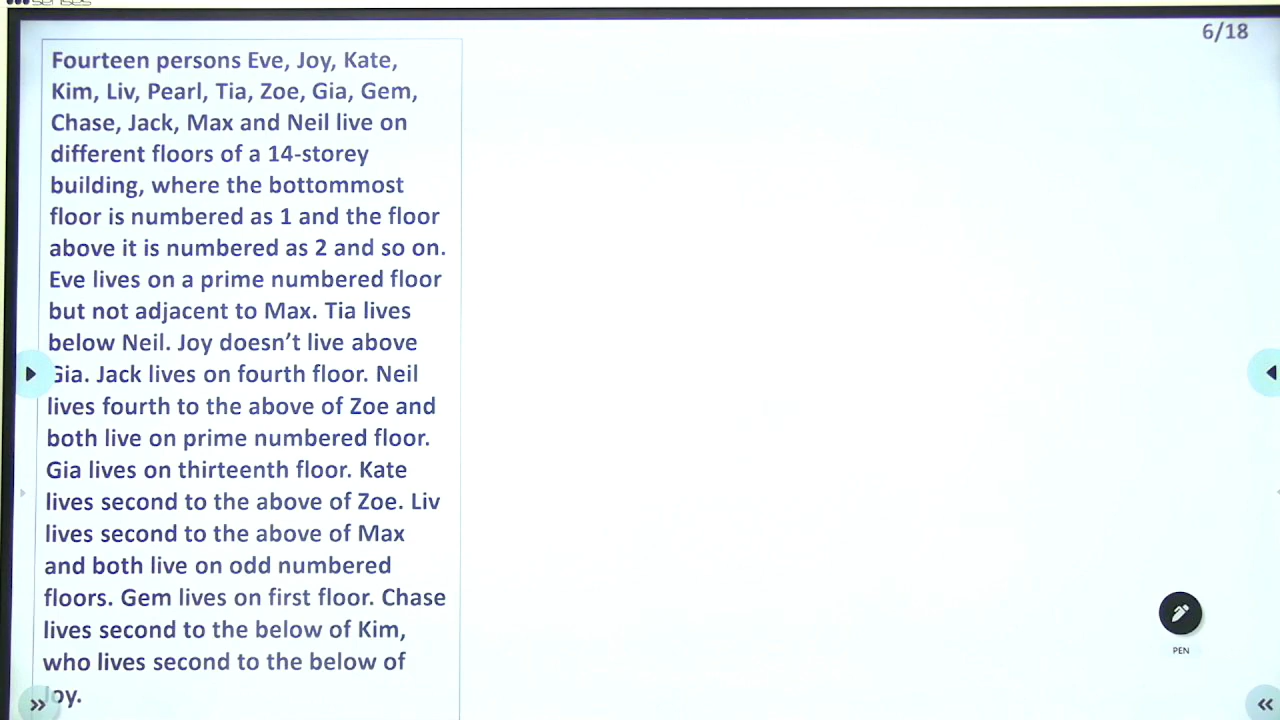 6/18
Fourteen persons Eve, Joy, Kate,
Kim, Liv, Pearl, Tia, Zoe, Gia, Gem,
Chase, Jack, Max and Neil live on
different floors of a 14-storey
building, where the bottommost
floor is numbered as 1 and the floor
above it is numbered as 2 and so on.
Eve lives on a prime numbered floor
but not adjacent to Max. Tia lives
below Neil. Joy doesn’t live above
Gia. Jack lives on fourth floor. Neil
lives fourth to the above of Zoe and
both live on prime numbered floor.
Gia lives on thirteenth floor. Kate
lives second to the above of Zoe. Liv
lives second to the above of Max
and both live on odd numbered
floors. Gem lives on first floor. Chase
lives second to the below of Kim,
who lives second to the below of
Joy.
PEN